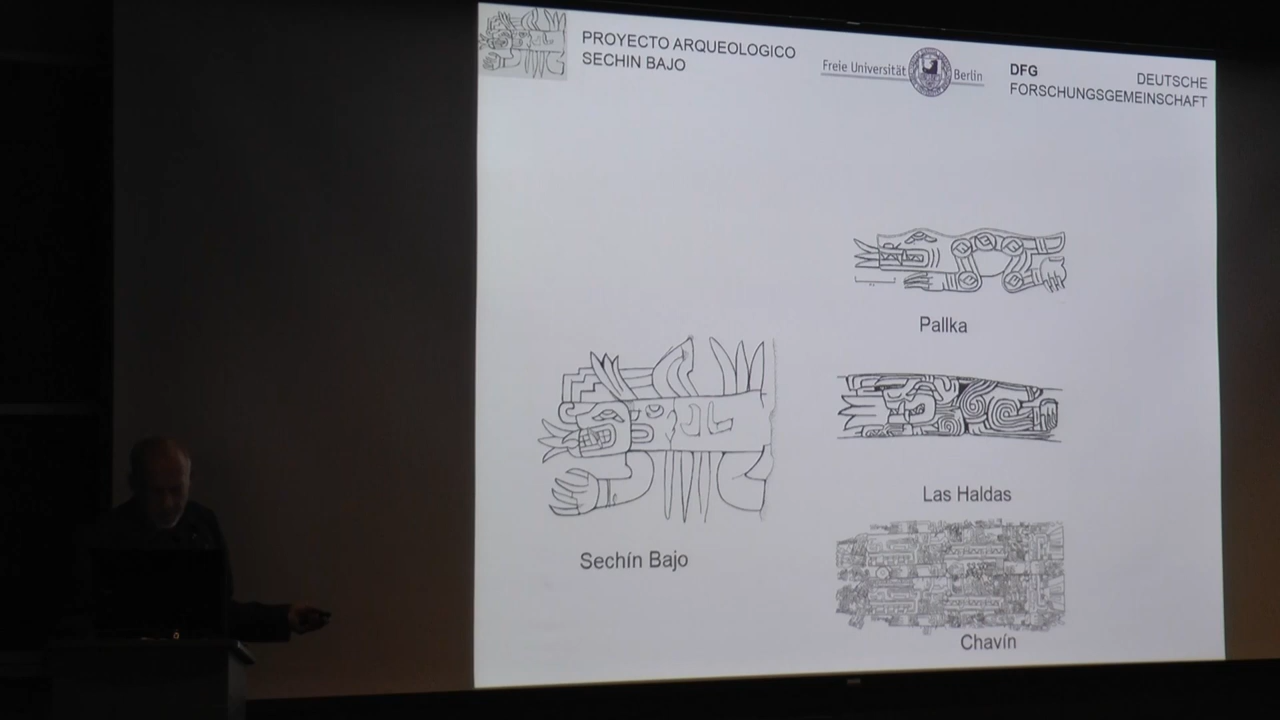 PROYECTO ARQUEOLOGICO
SECHIN BAJO
Freie Universität Berlin
DFG DEUTSCHE
FORSCHUNGSGEMEINSCHAFT
Pallka
Las Haldas
Sechín Bajo
Chavín